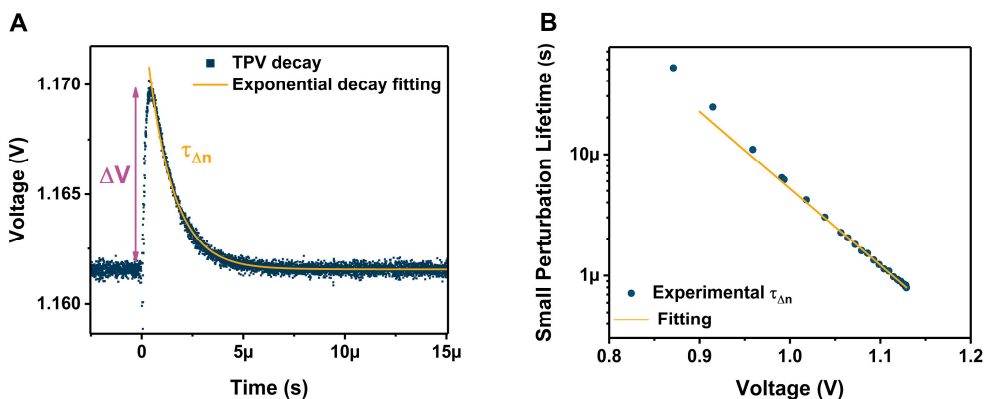 A
Voltage (V)
1.170
1.165
1.160
TPV decay
Exponential decay fitting
ΔV
τΔn
0
5µ
10µ
15µ
Time (s)
B
Small Perturbation Lifetime (s)
10µ
1µ
Experimental τΔn
Fitting
0.8
0.9
1.0
1.1
1.2
Voltage (V)